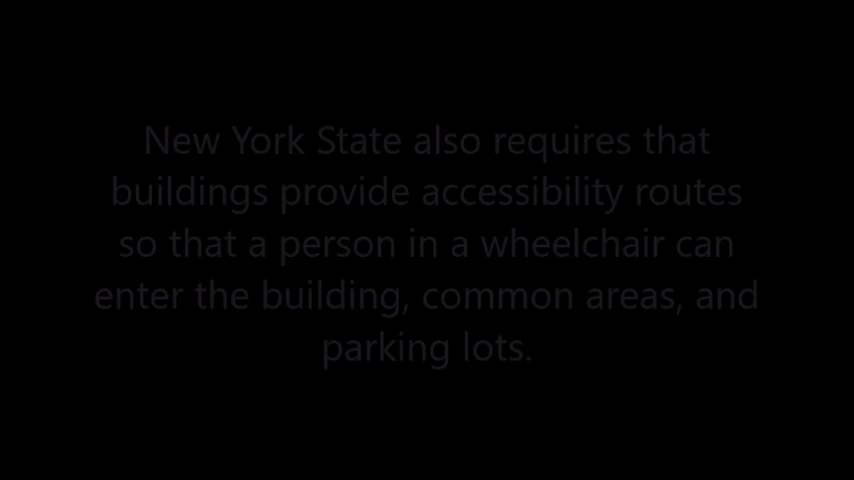 New York State also requires that
buildings provide accessibility routes
so that a person in a wheelchair can
enter the building, common areas, and
parking lots.